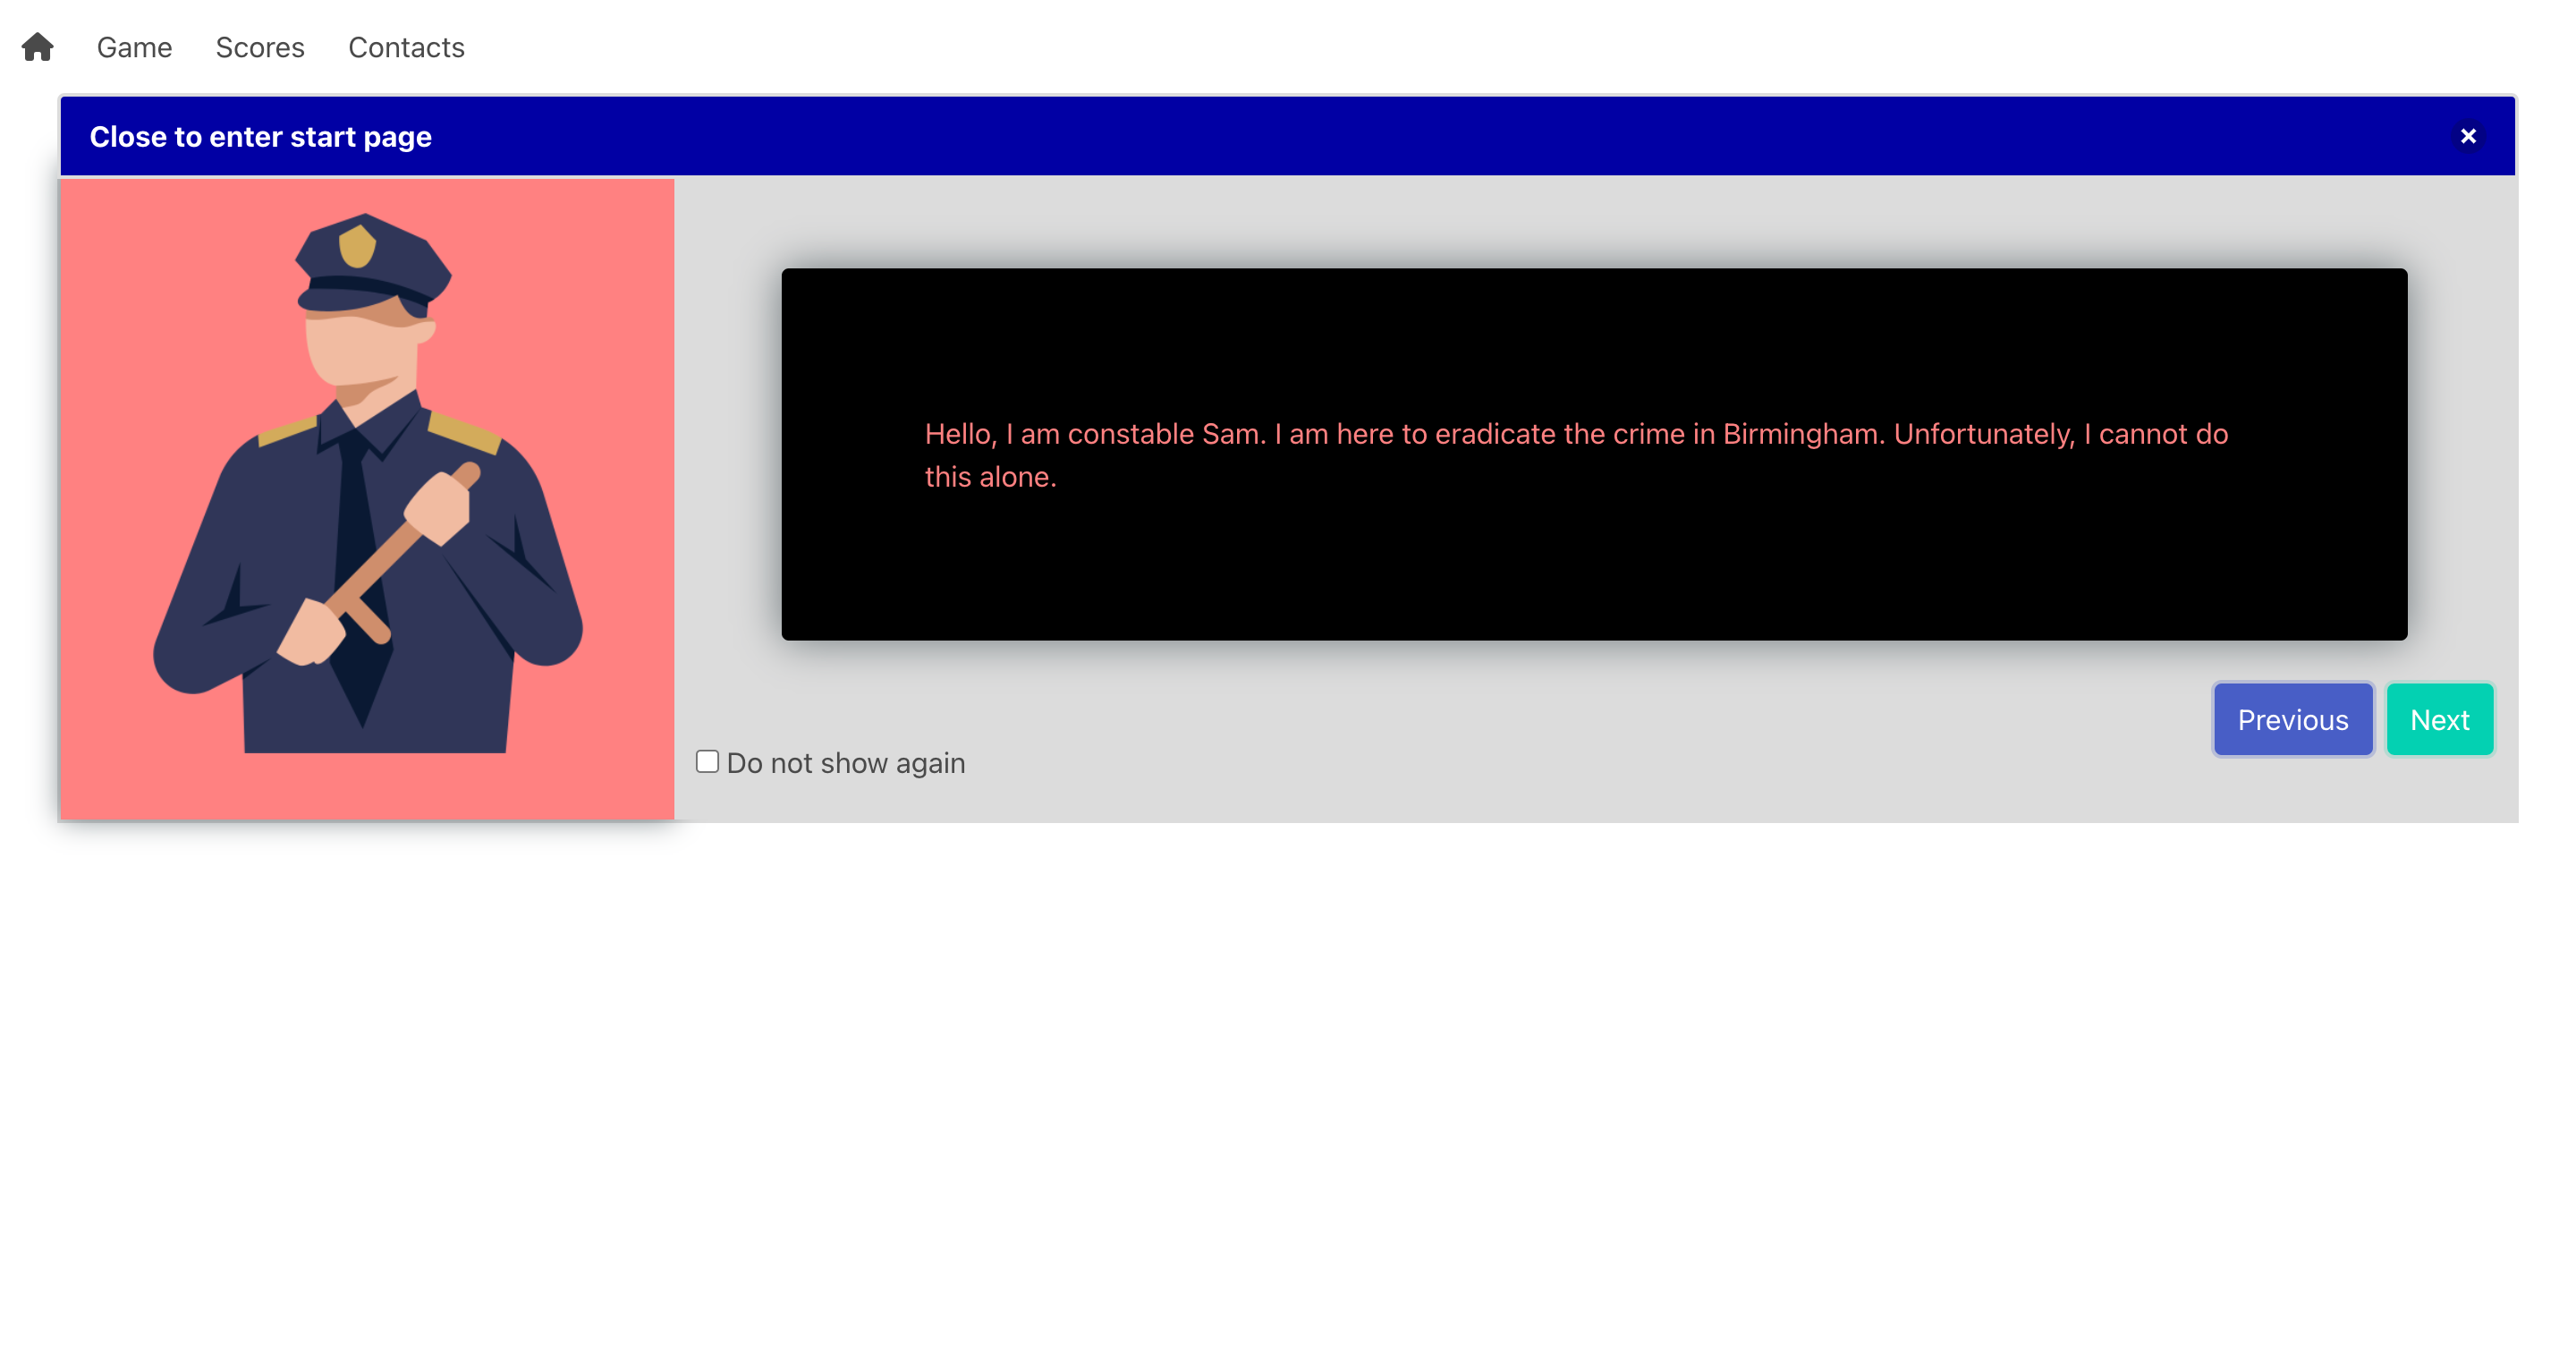 Game Scores Contacts
Close to enter start page
Hello, I am constable Sam. I am here to eradicate the crime in Birmingham. Unfortunately, I cannot do
this alone.
Previous Next
Do not show again